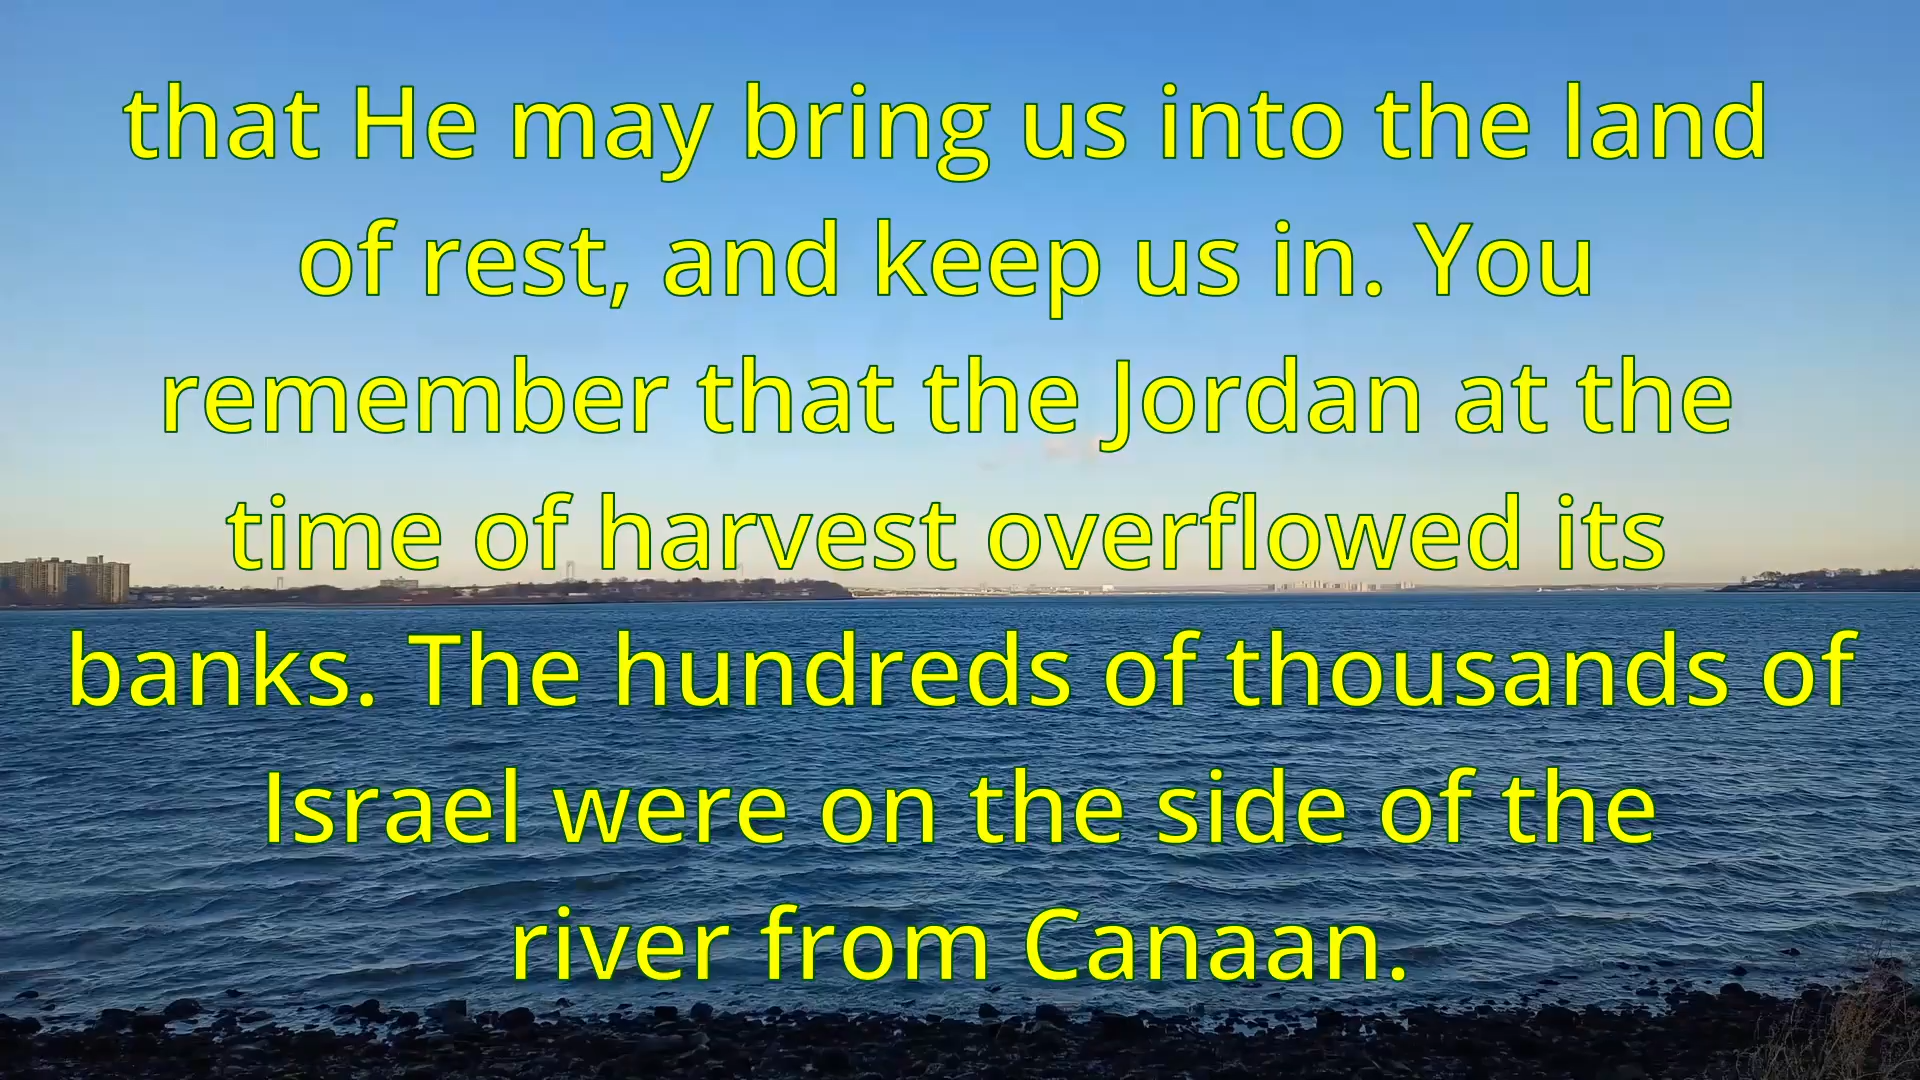 that He may bring us into the land
of rest, and keep us in. You
remember that the Jordan at the
time of harvest overflowed its
banks. The hundreds of thousands of
Israel were on the side of the
river from Canaan.